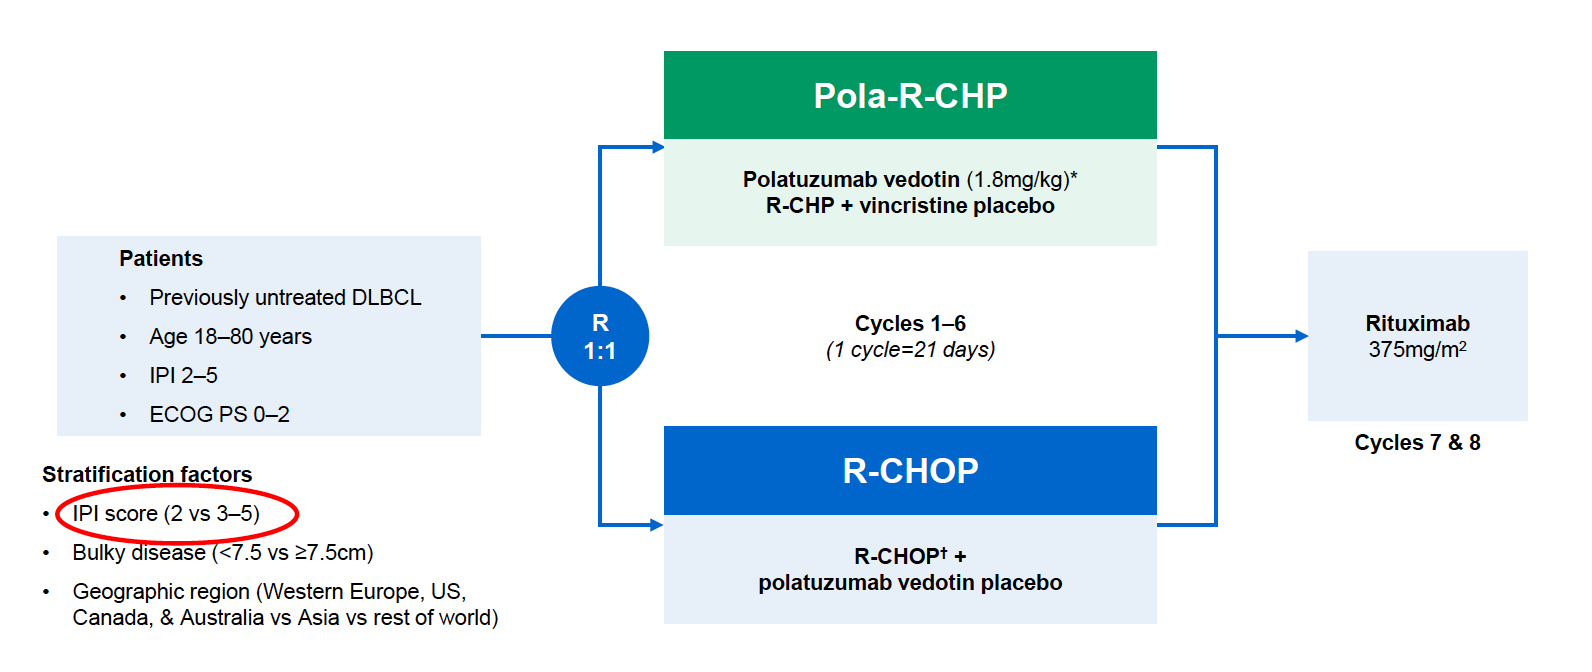 Pola-R-CHP
Polatuzumab vedotin (1.8mg/kg)*
R-CHP + vincristine placebo
Patients
• Previously untreated DLBCL
• Age 18–80 years
• IPI 2–5
• ECOG PS 0–2
R
1:1
Cycles 1–6
(1 cycle=21 days)
Rituximab
375mg/m²
Cycles 7 & 8
R-CHOP
R-CHOP† +
polatuzumab vedotin placebo
Stratification factors
• IPI score (2 vs 3–5)
• Bulky disease (<7.5 vs ≥7.5cm)
• Geographic region (Western Europe, US,
Canada, & Australia vs Asia vs rest of world)